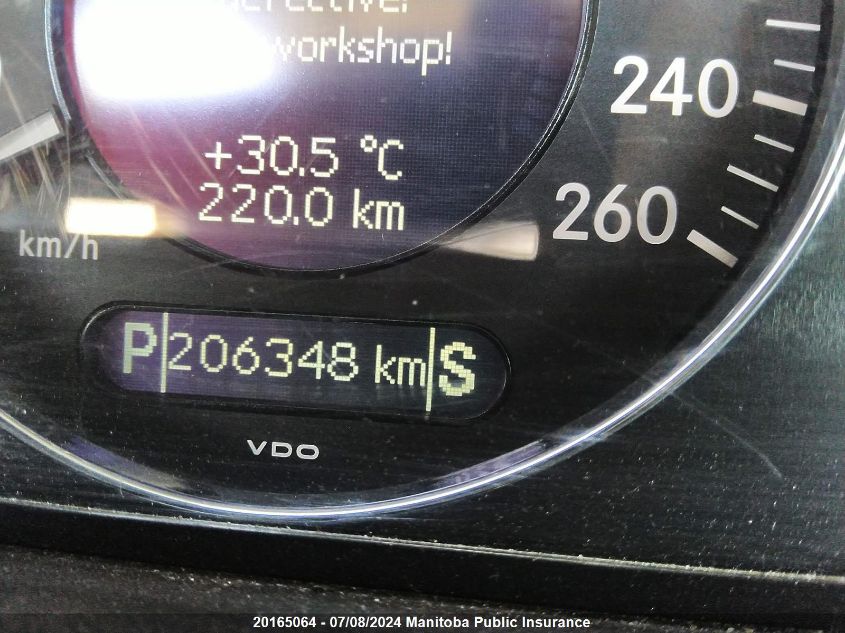 workshop!
240
+30.5 °C
220.0 km
260
km/h
P 206348 km S
VDO
20165064 - 07/08/2024 Manitoba Public Insurance